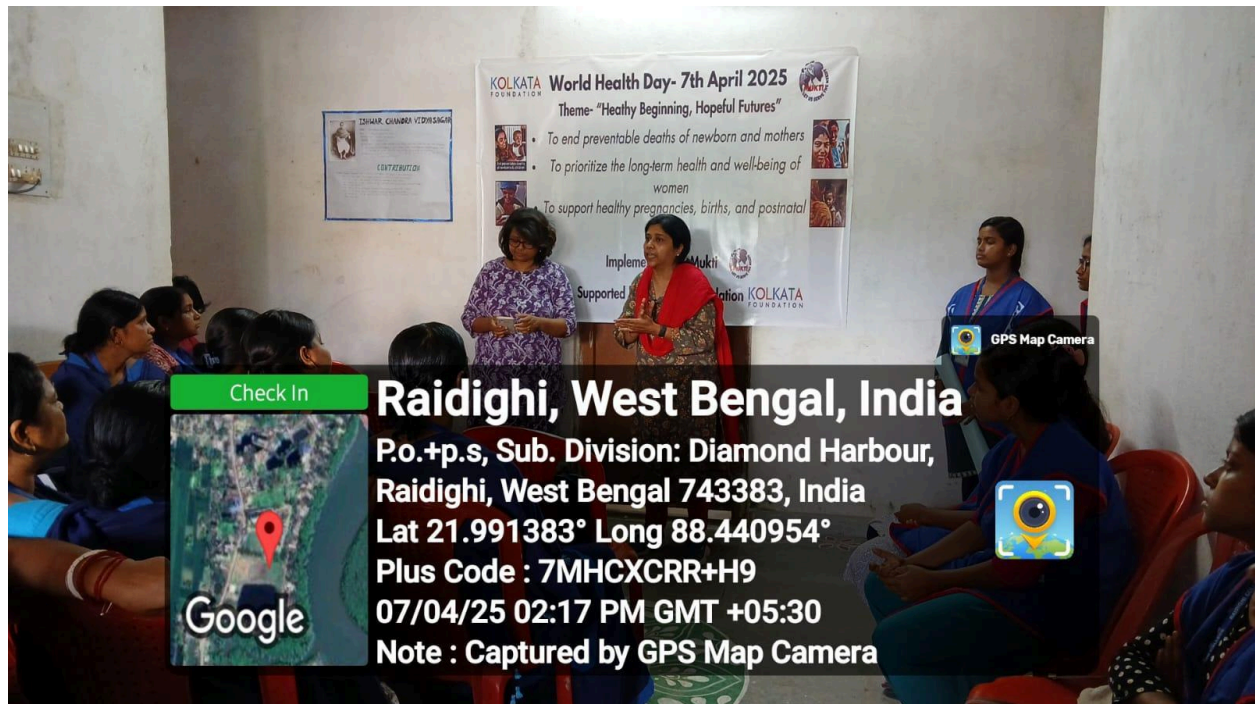 KOLKATA
FOUNDATION
World Health Day- 7th April 2025
MUKTI
Theme- “Heathy Beginning, Hopeful Futures”
• To end preventable deaths of newborn and mothers
• To prioritize the long-term health and well-being of
women
To support healthy pregnancies, births, and postnatal
Impleme Mukti
Supported ation KOLKATA
FOUNDATION
ISHWAR CHANDRA VIDYASAGAR
CONTRIBUTION
GPS Map Camera
Check In
Google
Raidighi, West Bengal, India
P.o.+p.s, Sub. Division: Diamond Harbour,
Raidighi, West Bengal 743383, India
Lat 21.991383° Long 88.440954°
Plus Code : 7MHCXCRR+H9
07/04/25 02:17 PM GMT +05:30
Note : Captured by GPS Map Camera